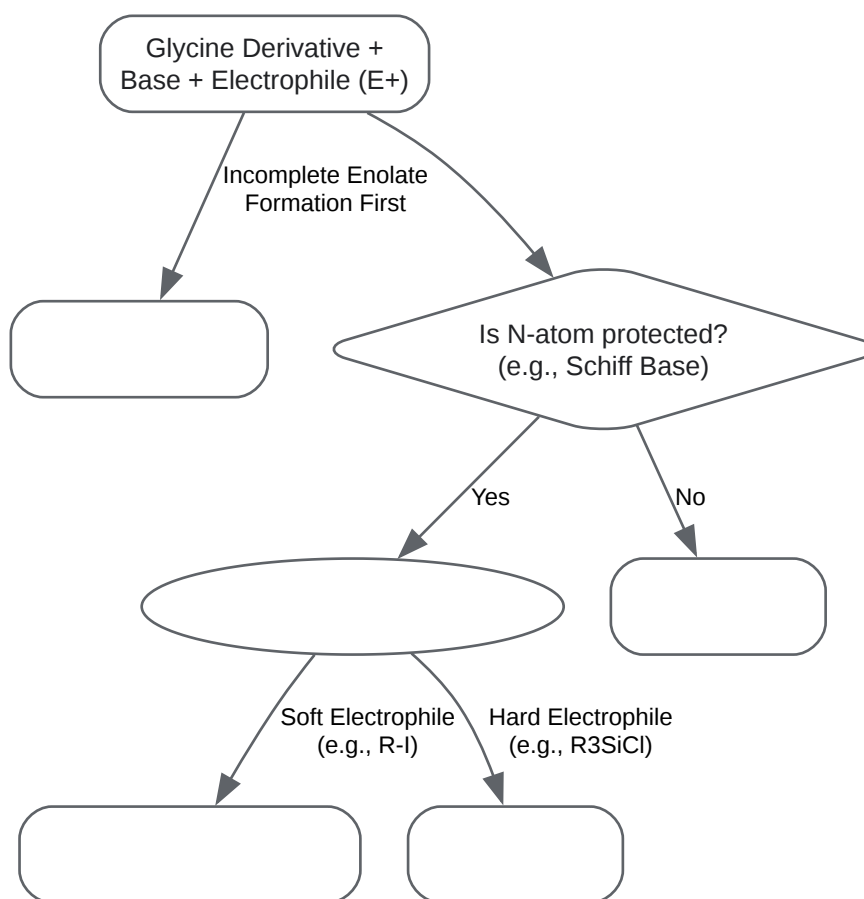 Glycine Derivative +
Base + Electrophile (E+)
Incomplete Enolate
Formation First
Is N-atom protected?
(e.g., Schiff Base)
Yes
No
Soft Electrophile
(e.g., R-I)
Hard Electrophile
(e.g., R3SiCl)